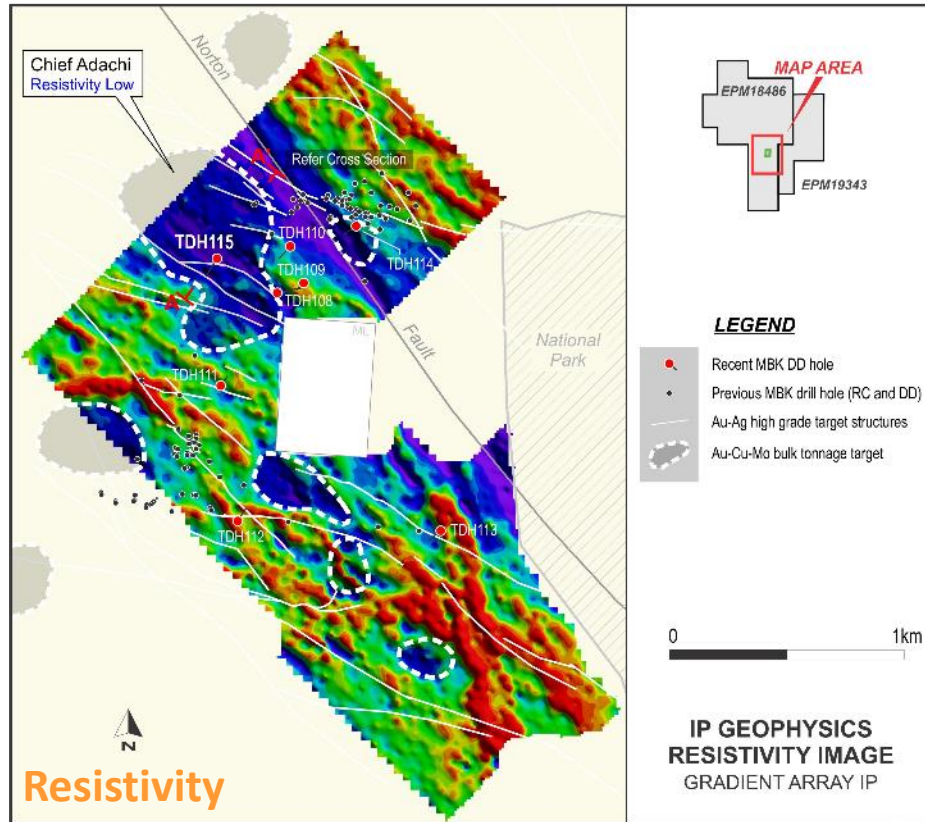 Chief Adachi
Resistivity Low
Norton
Refer Cross Section
TDH110
TDH115
TDH109
TDH114
TDH108
ML
Fault
TDH111
National
Park
TDH112
TDH113
N
Resistivity
MAP AREA
EPM18486
EPM19343
LEGEND
Recent MBK DD hole
Previous MBK drill hole (RC and DD)
Au-Ag high grade target structures
Au-Cu-Mo bulk tonnage target
0 1km
IP GEOPHYSICS
RESISTIVITY IMAGE
GRADIENT ARRAY IP